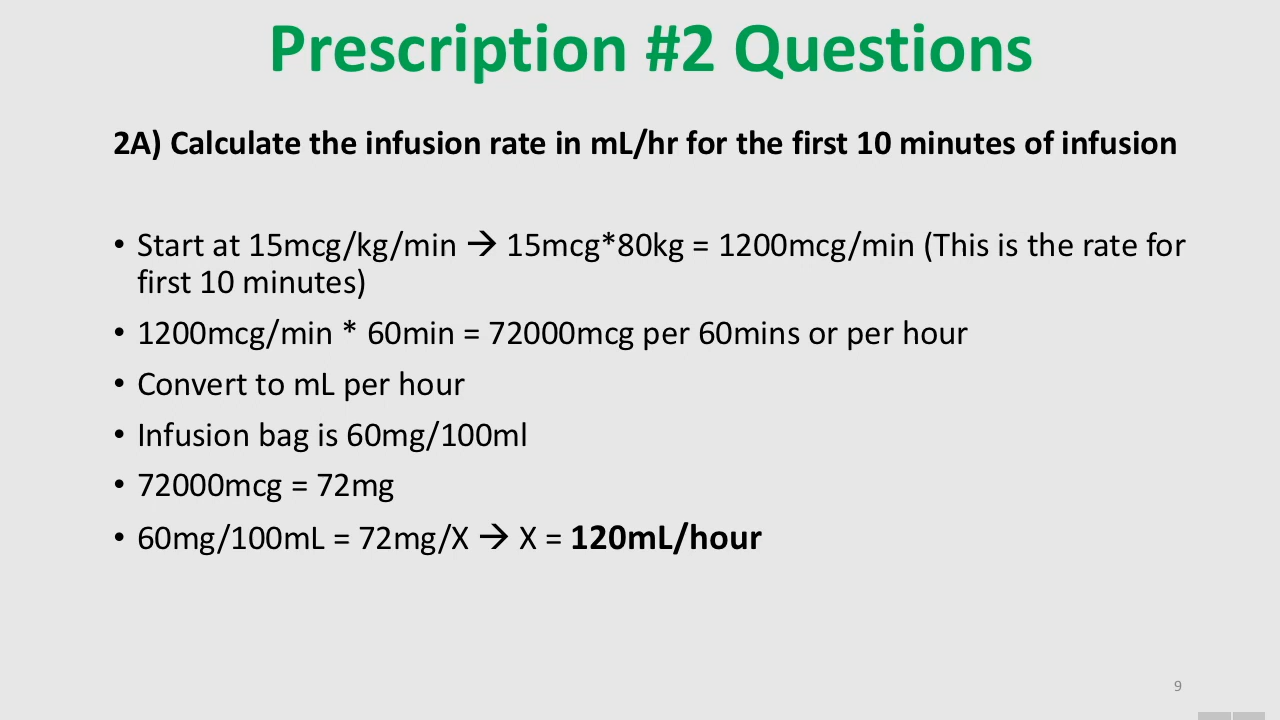 Prescription #2 Questions
2A) Calculate the infusion rate in mL/hr for the first 10 minutes of infusion
• Start at 15mcg/kg/min → 15mcg*80kg = 1200mcg/min (This is the rate for
first 10 minutes)
• 1200mcg/min * 60min = 72000mcg per 60mins or per hour
• Convert to mL per hour
• Infusion bag is 60mg/100ml
• 72000mcg = 72mg
• 60mg/100mL = 72mg/X → X = 120mL/hour
9